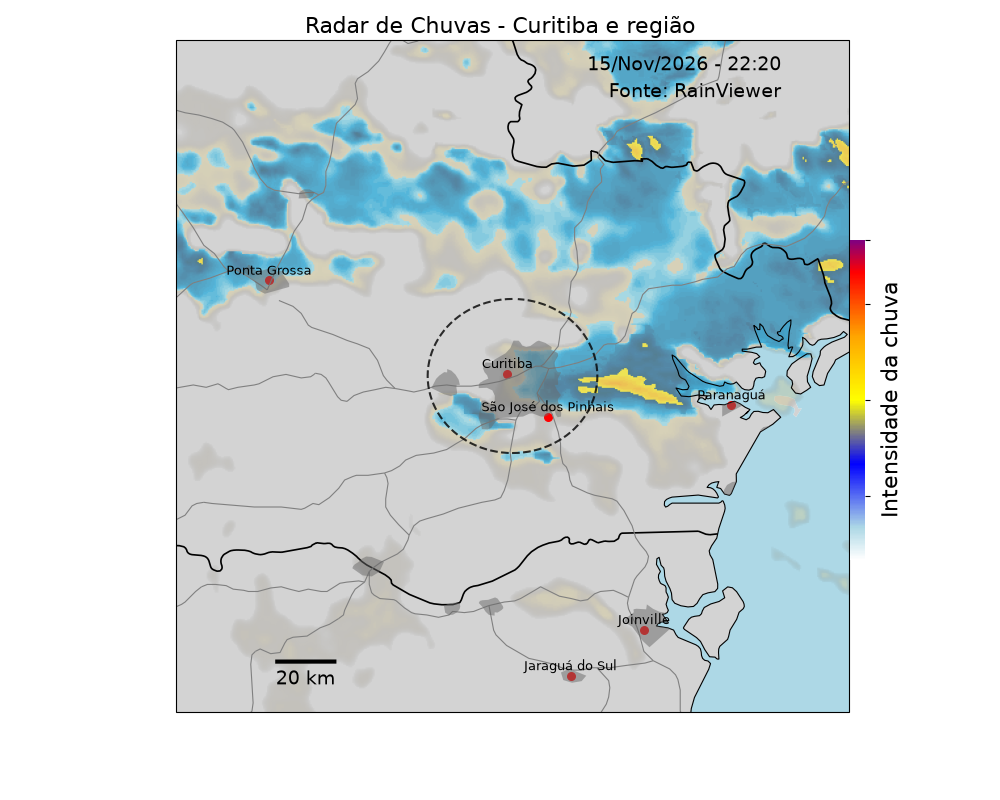 Radar de Chuvas - Curitiba e região
15/Nov/2026 - 22:20
Fonte: RainViewer
Ponta Grossa
Curitiba
Paranaguá
São José dos Pinhais
Intensidade da chuva
Joinville
Jaraguá do Sul
20 km